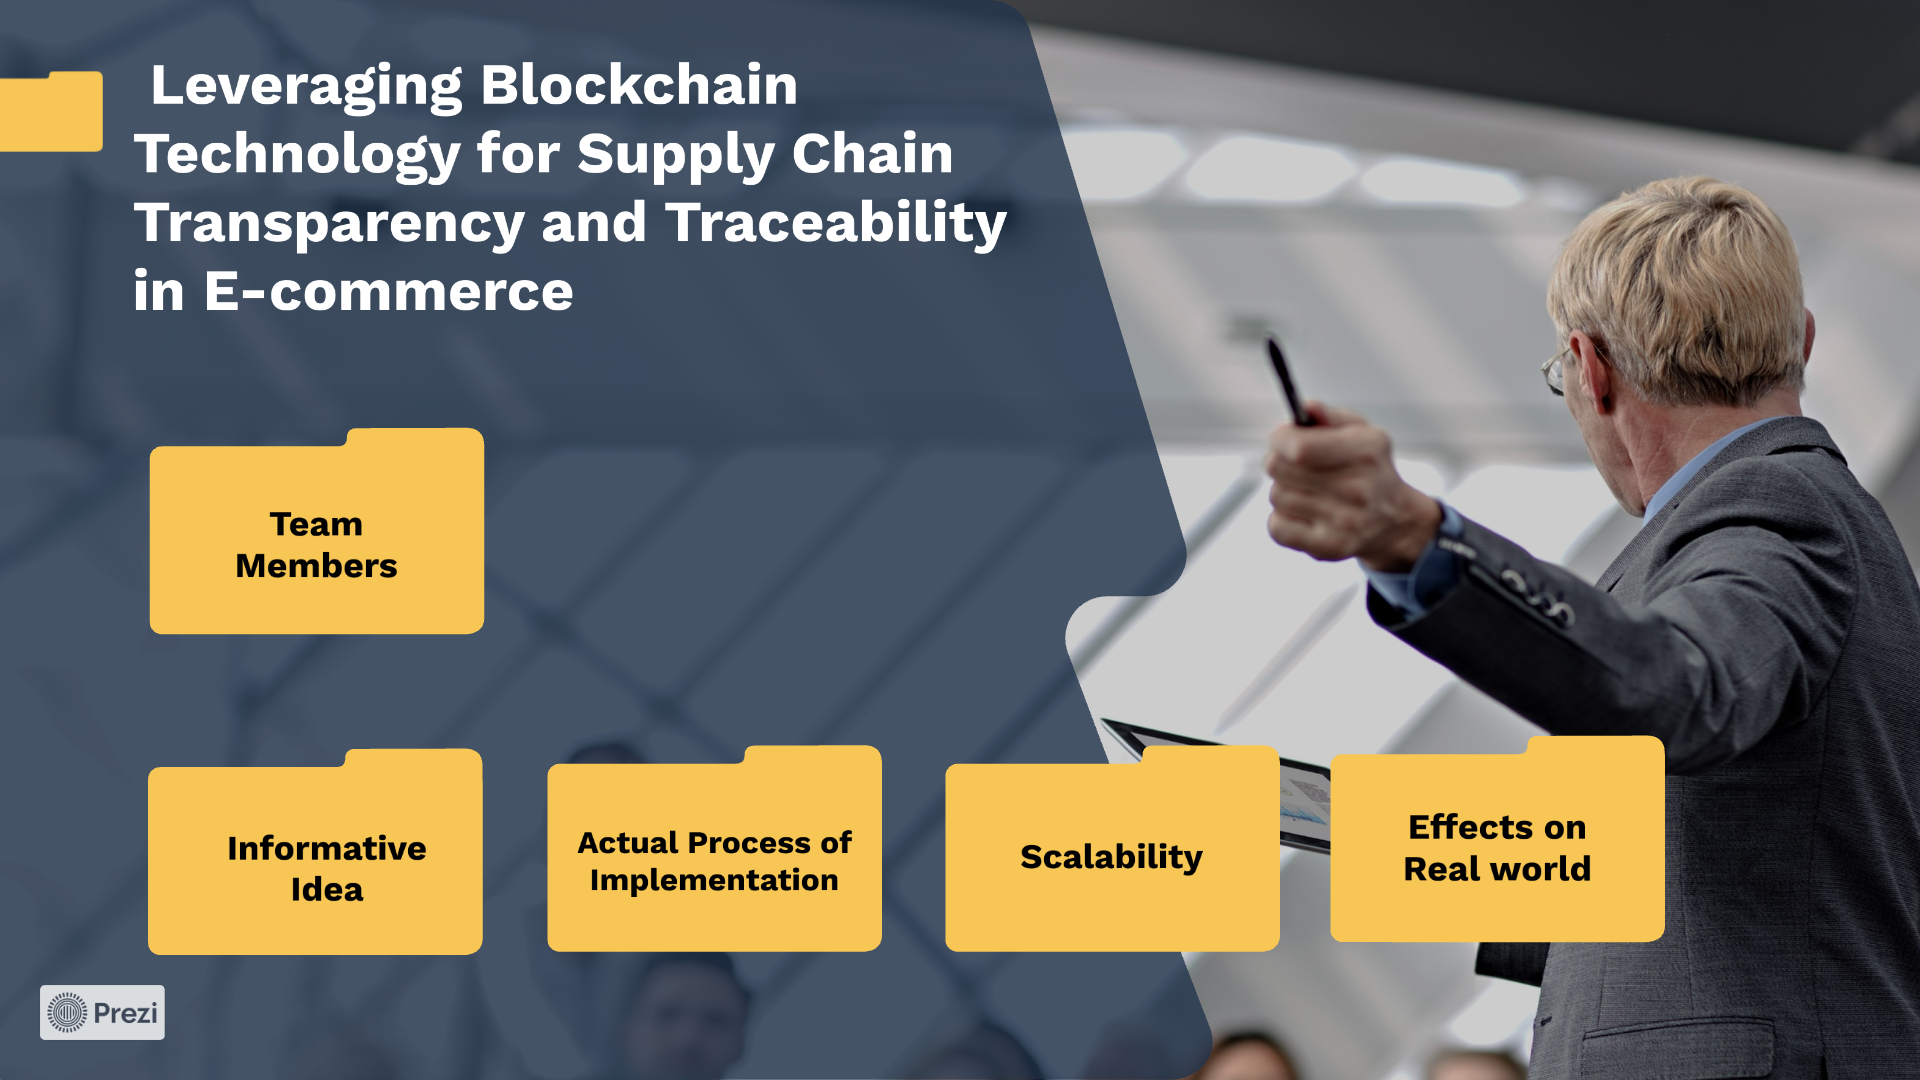 Leveraging Blockchain
Technology for Supply Chain
Transparency and Traceability
in E-commerce
Team
Members
Informative
Idea
Actual Process of
Implementation
Scalability
Effects on
Real world
Prezi